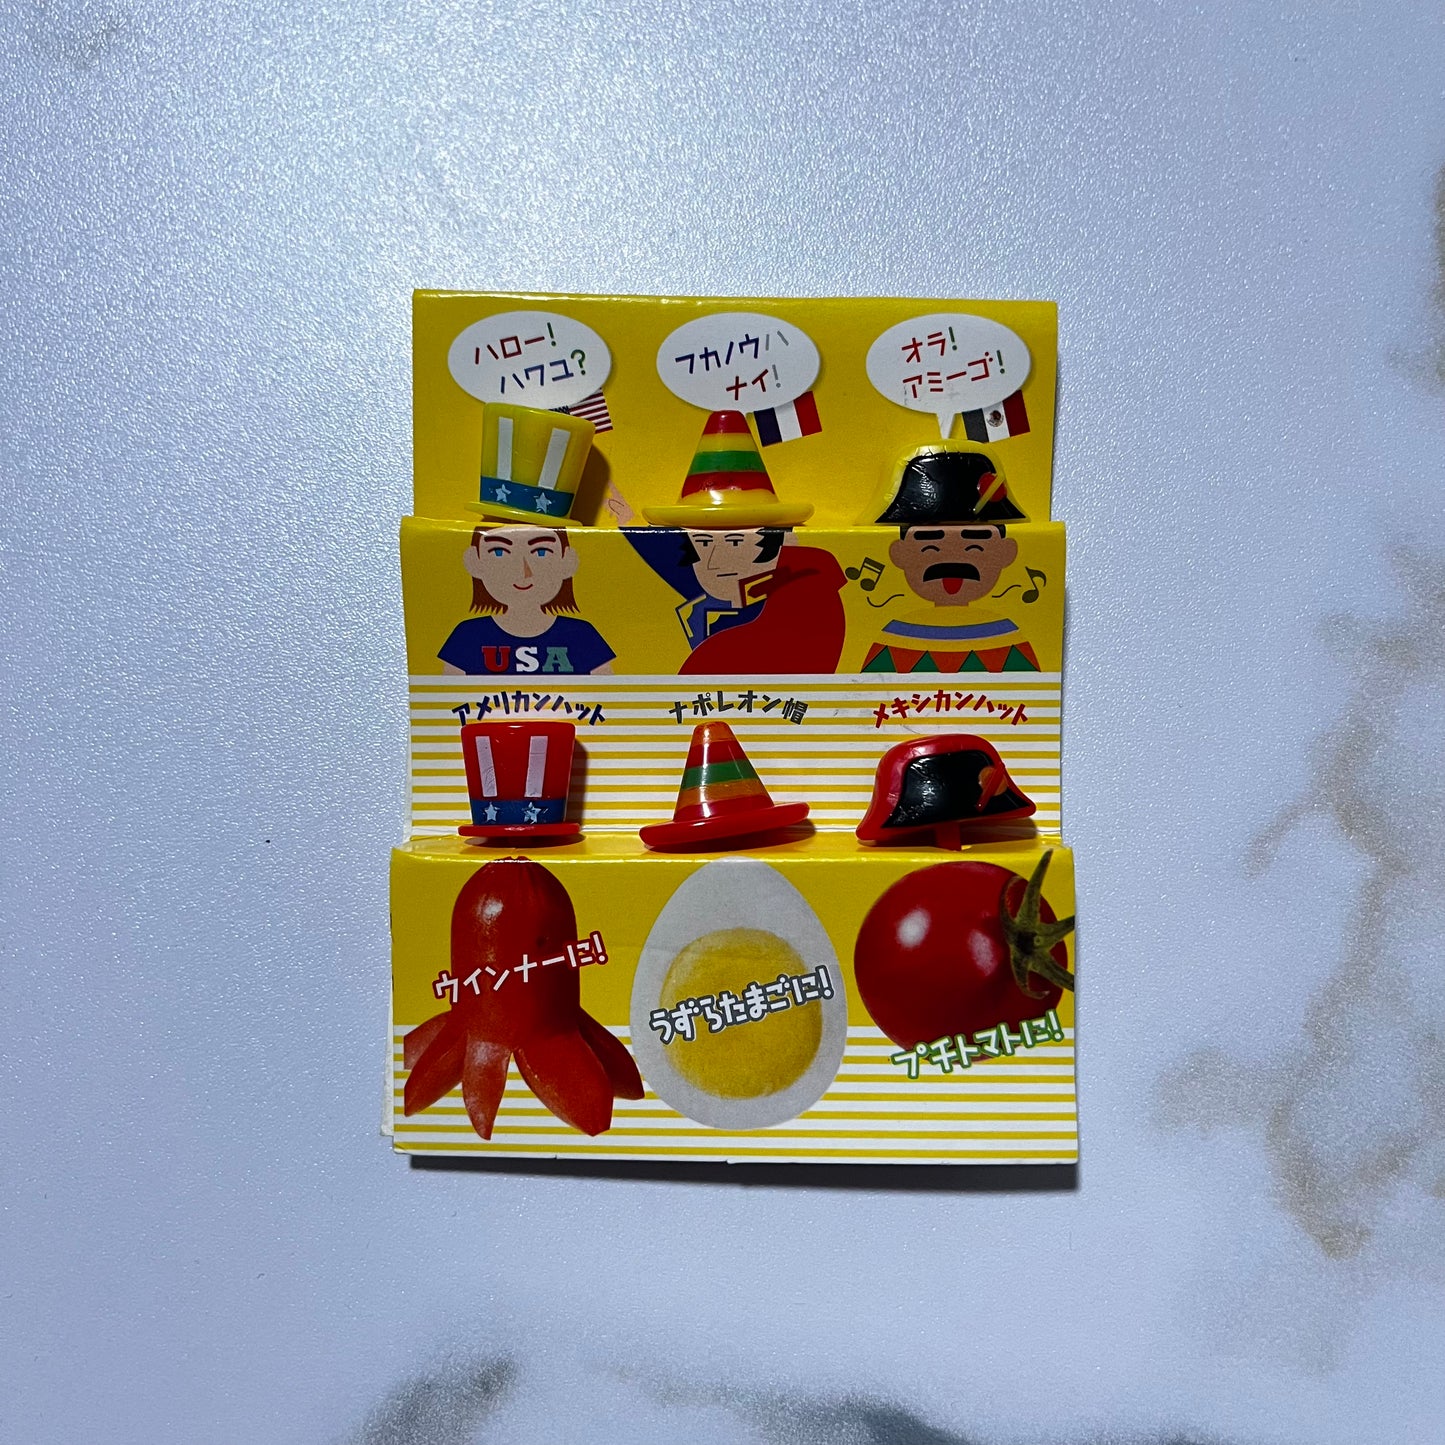 ハロー!
ハワユ?
フカノウハ
ナイ!
オラ!
アミーゴ!
USA
アメリカンハット
ナポレオン帽
メキシカンハット
ウインナーに!
うずらたまごに!
プチトマトに!